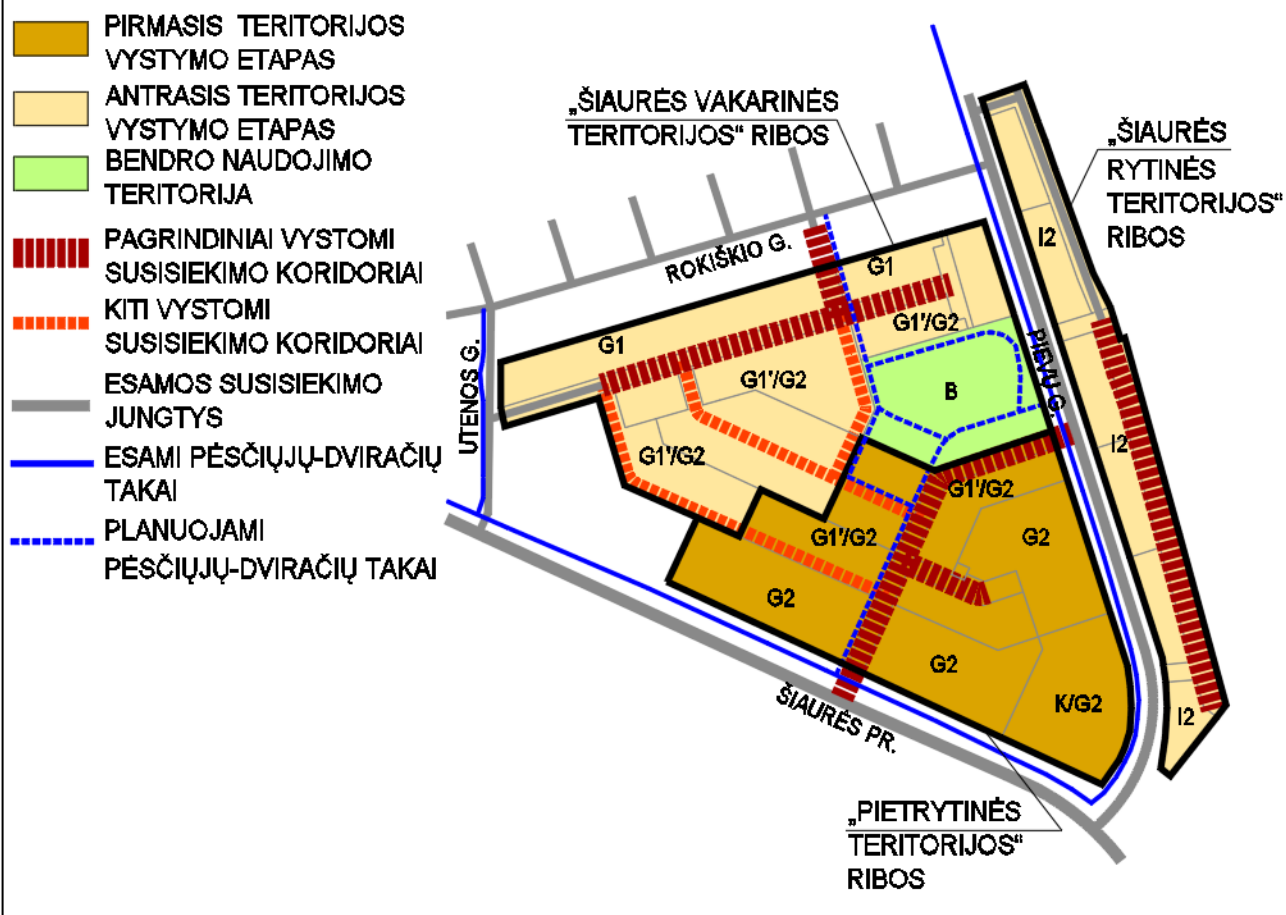 PIRMASIS TERITORIJOS
VYSTYMO ETAPAS
ANTRASIS TERITORIJOS
VYSTYMO ETAPAS
BENDRO NAUDOJIMO
TERITORIJA
PAGRINDINIAI VYSTOMI
SUSISIEKIMO KORIDORIAI
KITI VYSTOMI
SUSISIEKIMO KORIDORIAI
ESAMOS SUSISIEKIMO
JUNGTYS
ESAMI PĖSČIŲJŲ-DVIRAČIŲ
TAKAI
PLANUOJAMI
PĖSČIŲJŲ-DVIRAČIŲ TAKAI
„ŠIAURĖS VAKARINĖS
TERITORIJOS“ RIBOS
„ŠIAURĖS
RYTINĖS
TERITORIJOS“
RIBOS
ROKIŠKIO G.
UTENOS G.
PIEVŲ G.
ŠIAURĖS PR.
G1
G1
G1'/G2
G1'/G2
G1'/G2
B
I2
I2
I2
G1'/G2
G1'/G2
G2
G2
G2
K/G2
„PIETRYTINĖS
TERITORIJOS“
RIBOS